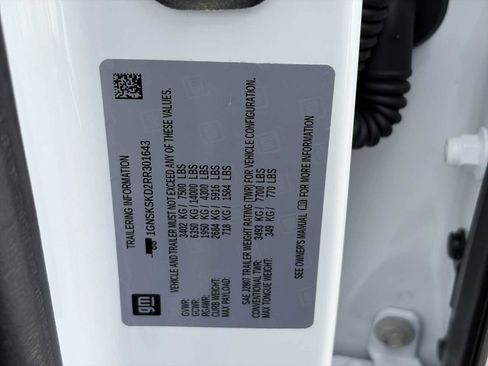 TRAILERING INFORMATION
1GNSKSKD2RR301643
VEHICLE AND TRAILER MUST NOT EXCEED ANY OF THESE VALUES.
GVWR: 3402 KG / 7500 LBS
GCWR: 6350 KG / 14000 LBS
RGAWR: 1950 KG / 4300 LBS
CURB WEIGHT: 2684 KG / 5916 LBS
MAX PAYLOAD: 718 KG / 1584 LBS
SAE J2807 TRAILER WEIGHT RATING (TWR) FOR VEHICLE CONFIGURATION.
CONVENTIONAL TWR: 3493 KG / 7700 LBS
MAX TONGUE WEIGHT: 349 KG / 770 LBS
SEE OWNER'S MANUAL FOR MORE INFORMATION
gm